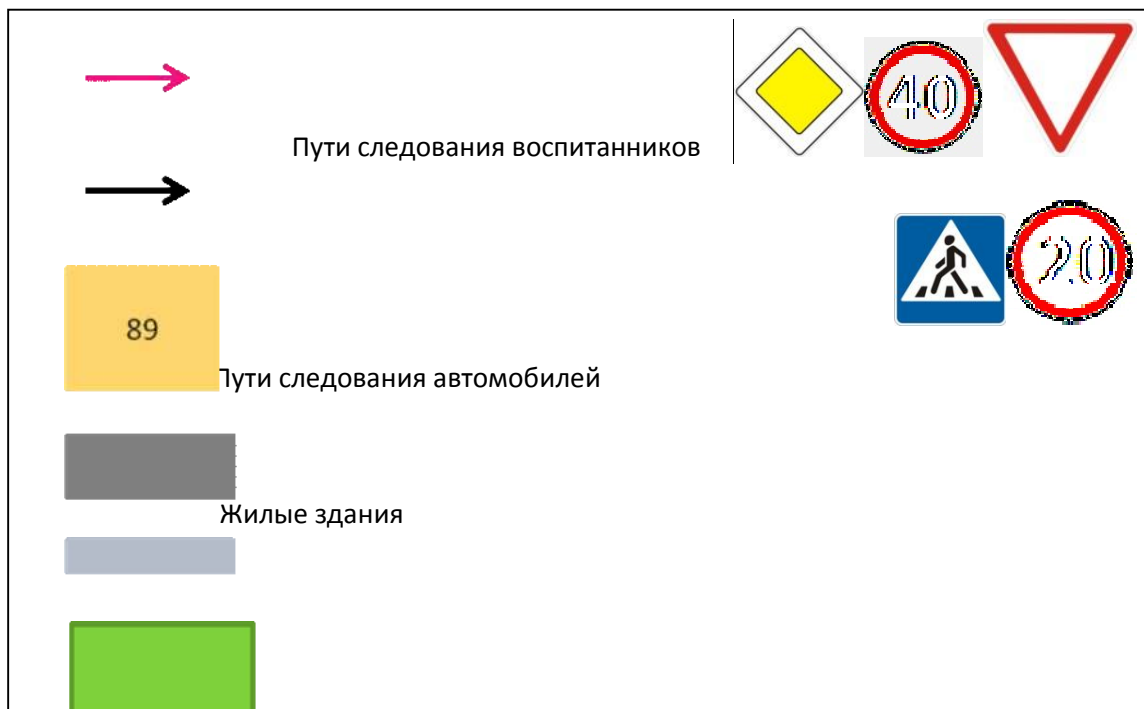 40
Пути следования воспитанников
20
89
Пути следования автомобилей
Жилые здания